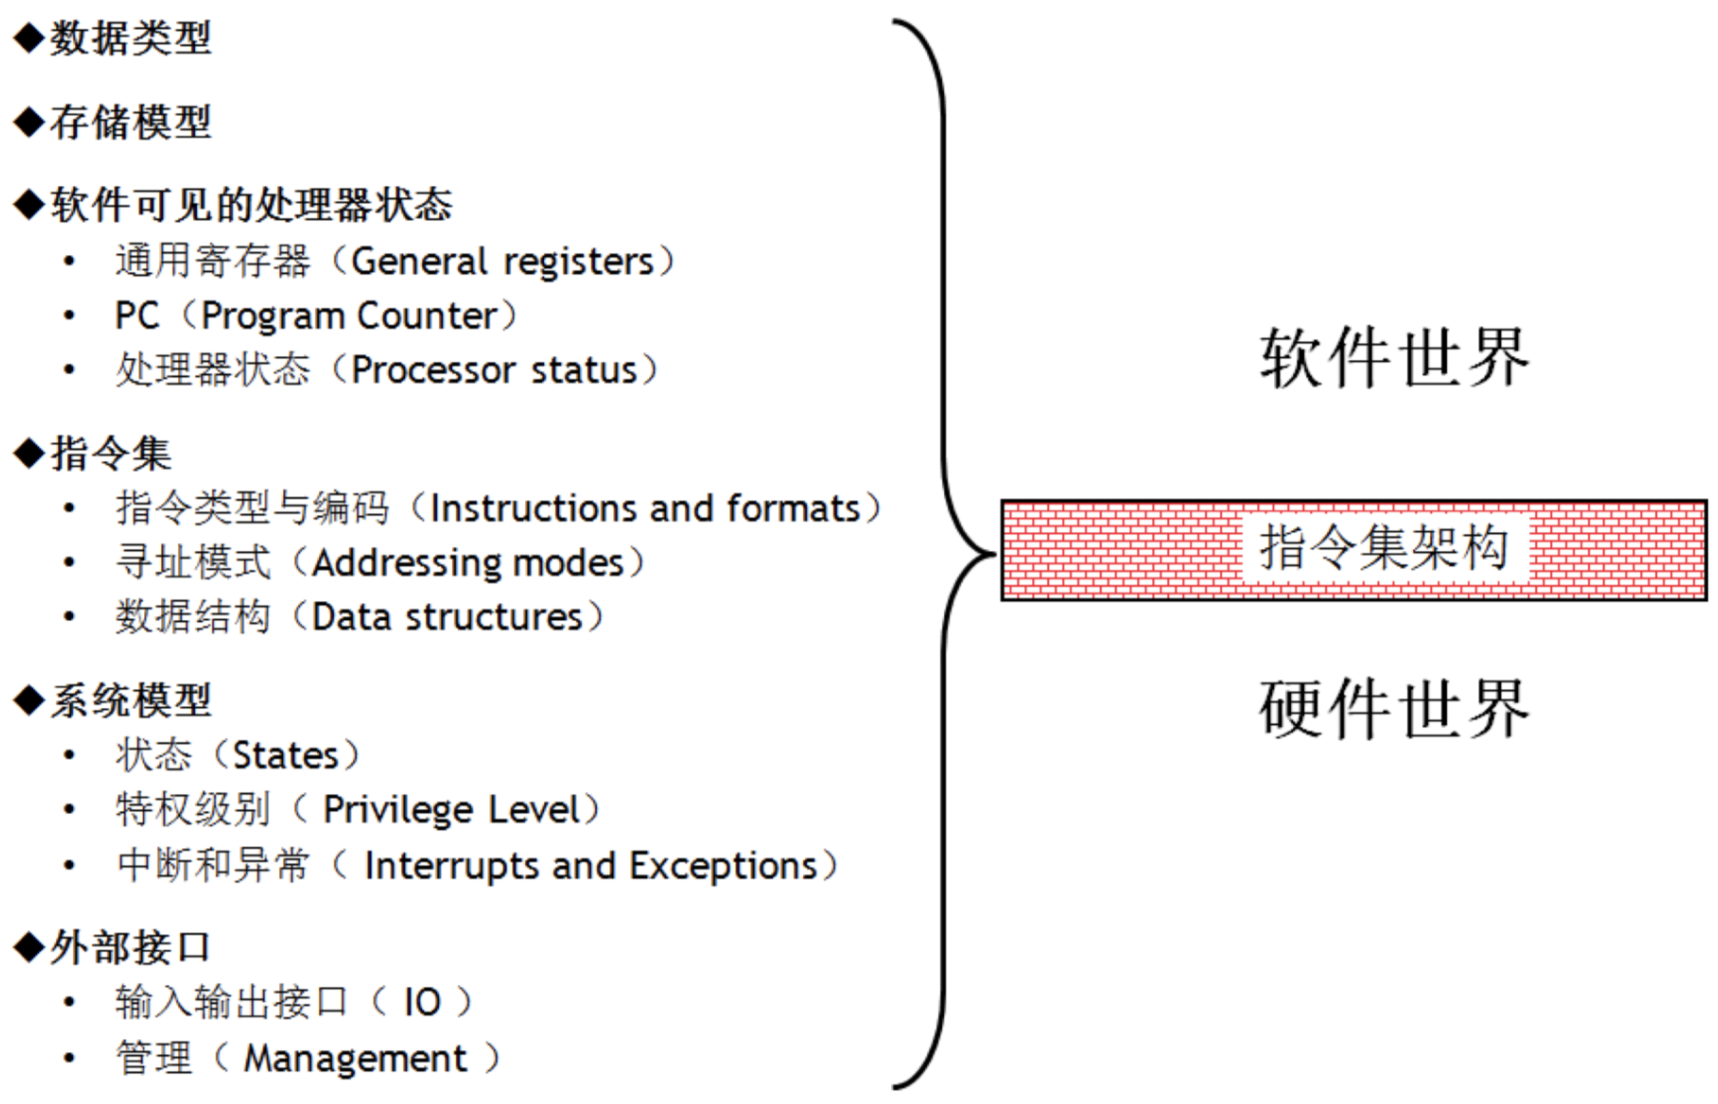 ◆数据类型
◆存储模型
◆软件可见的处理器状态
• 通用寄存器（General registers）
• PC（Program Counter）
• 处理器状态（Processor status）
◆指令集
• 指令类型与编码（Instructions and formats）
• 寻址模式（Addressing modes）
• 数据结构（Data structures）
◆系统模型
• 状态（States）
• 特权级别（ Privilege Level）
• 中断和异常（ Interrupts and Exceptions）
◆外部接口
• 输入输出接口（ IO ）
• 管理（ Management ）
软件世界
指令集架构
硬件世界